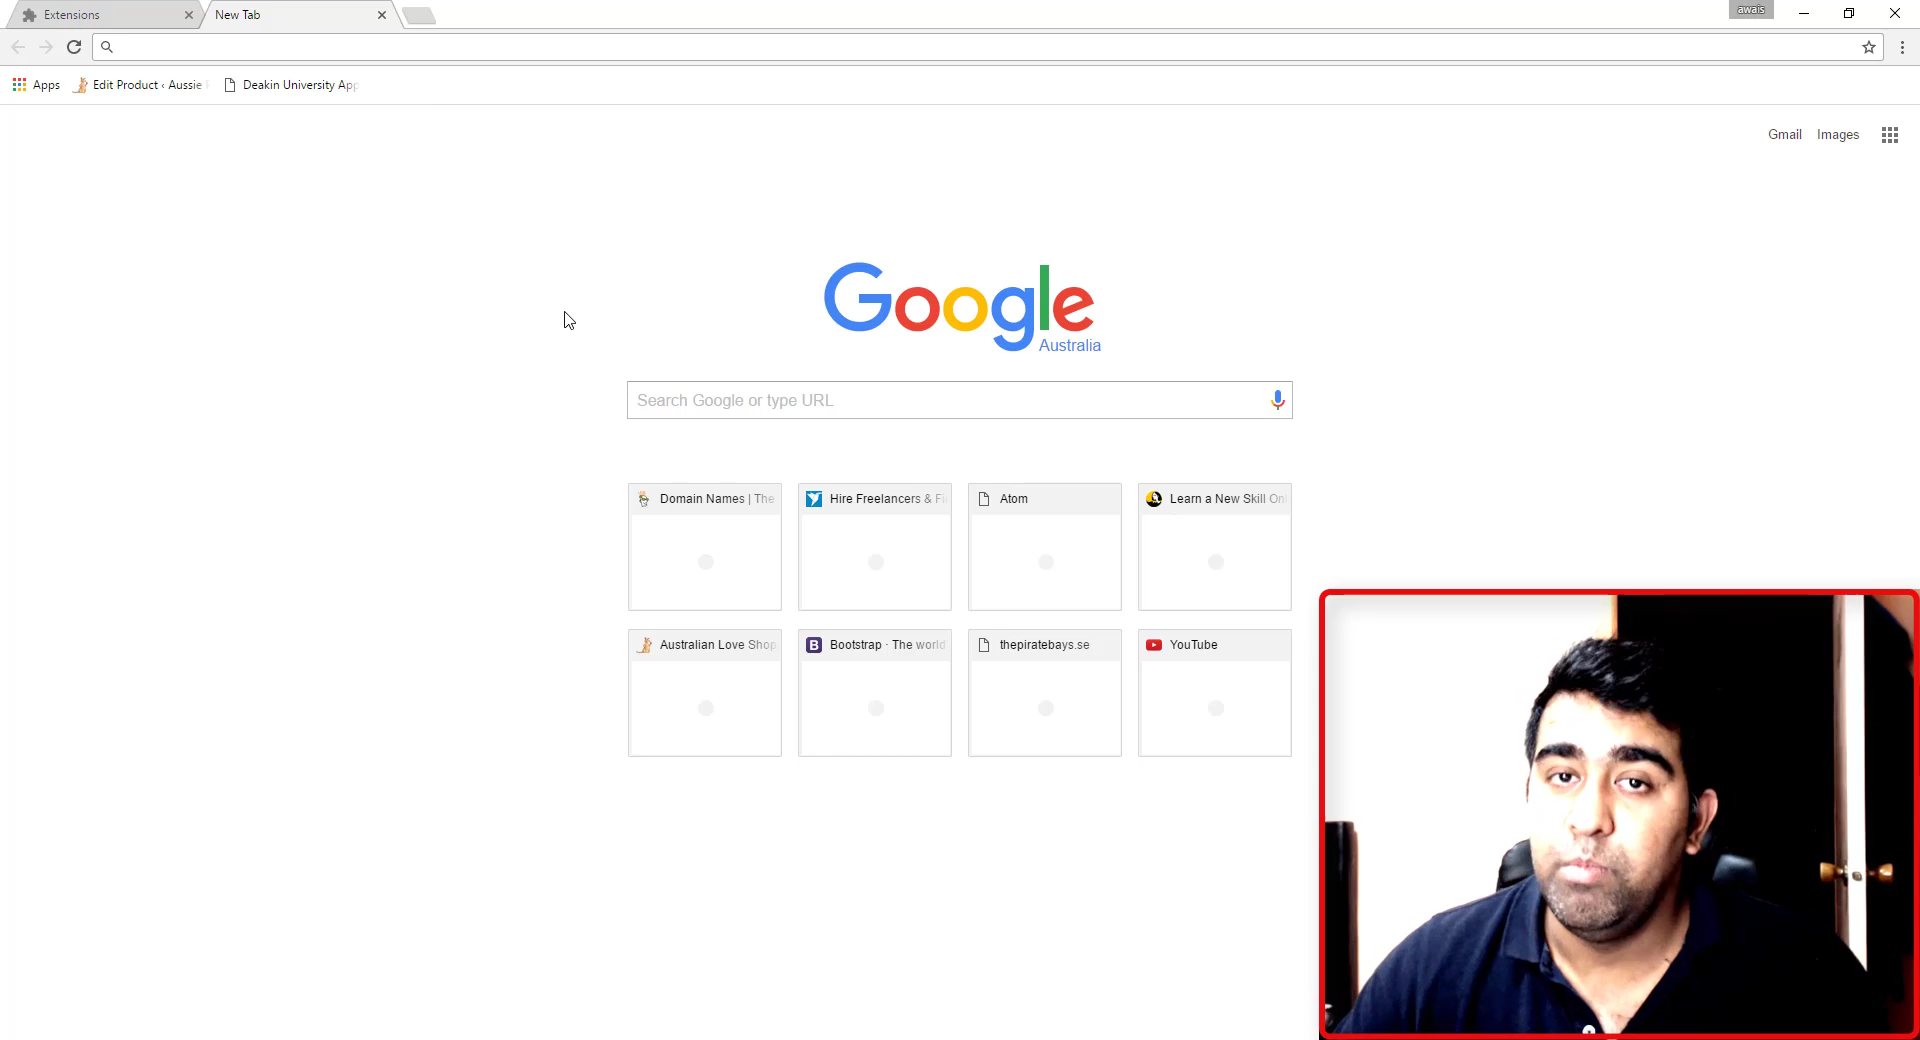 Extensions
New Tab
awais
Apps
Edit Product ‹ Aussie
Deakin University App
Gmail
Images
Google
Australia
Search Google or type URL
Domain Names | The
Hire Freelancers & Fi
Atom
Learn a New Skill Onl
Australian Love Shop
B
Bootstrap · The world
thepiratebays.se
YouTube